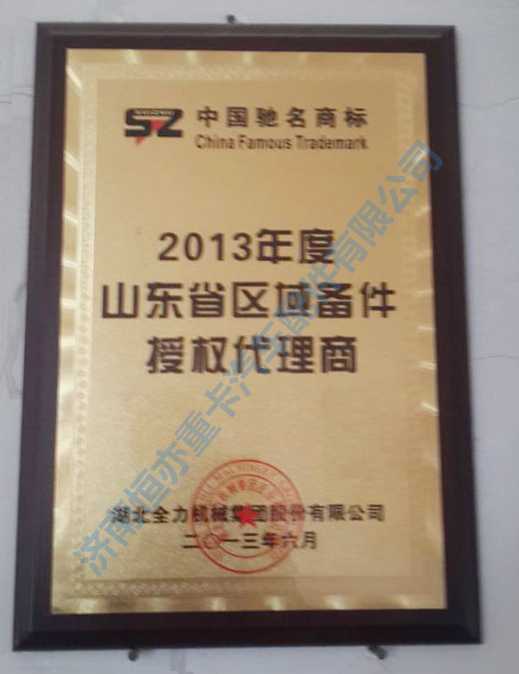 SZ 中国驰名商标
China Famous Trademark
2013年度
山东省区域备件
授权代理商
湖北全力机械集团股份有限公司
二〇一三年六月
济南恒亦重卡汽车配件有限公司